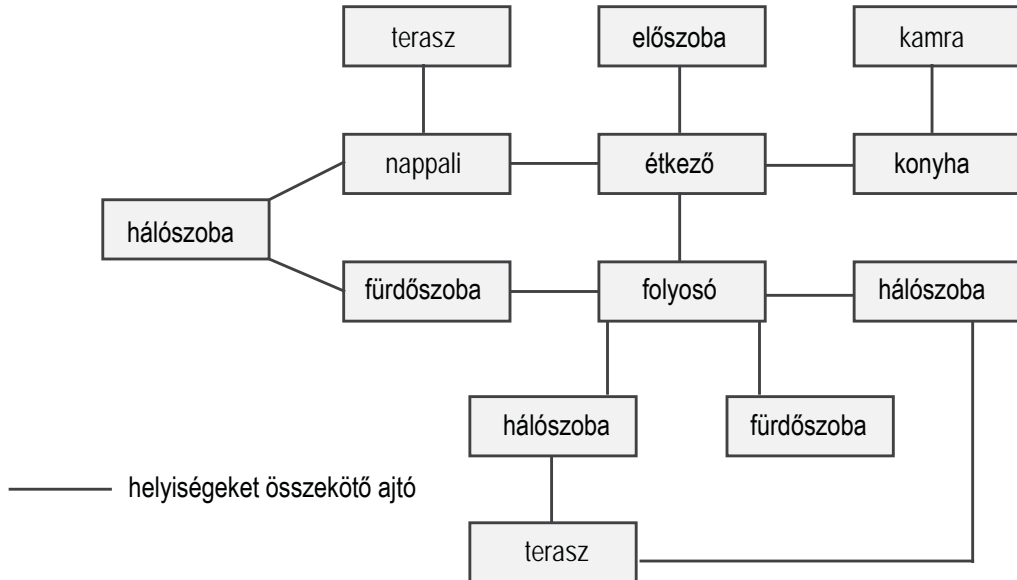 terasz
előszoba
kamra
nappali
étkező
konyha
hálószoba
fürdőszoba
folyosó
hálószoba
hálószoba
fürdőszoba
helyiségeket összekötő ajtó
terasz